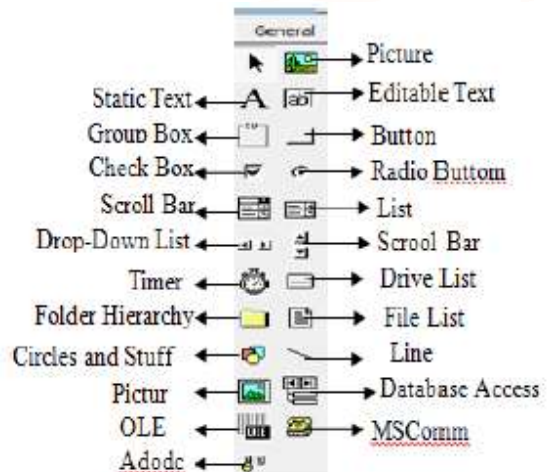 General
Picture
Static Text
Editable Text
Group Box
Button
Check Box
Radio Buttom
Scroll Bar
List
Drop-Down List
Scrool Bar
Timer
Drive List
Folder Hierarchy
File List
Circles and Stuff
Line
Pictur
Database Access
OLE
MSComm
Adodc